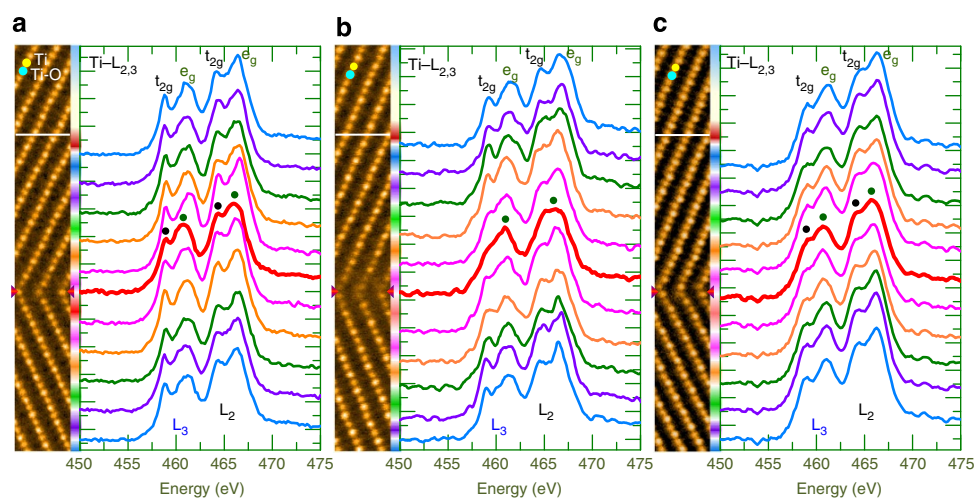 a
b
c
Ti
Ti-O
Ti–L2,3
t2g
eg
t2g
eg
L3
L2
450 455 460 465 470 475
Energy (eV)
Ti–L2,3
t2g
eg
t2g
eg
L3
L2
450 455 460 465 470 475
Energy (eV)
Ti–L2,3
t2g
eg
t2g
eg
L3
L2
450 455 460 465 470 475
Energy (eV)